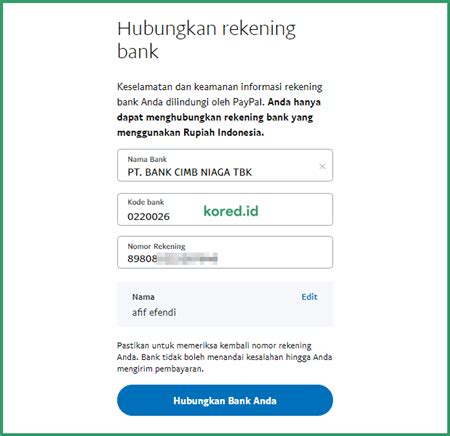 Hubungkan rekening
bank
Keselamatan dan keamanan informasi rekening
bank Anda dilindungi oleh PayPal. Anda hanya
dapat menghubungkan rekening bank yang
menggunakan Rupiah Indonesia.
Nama Bank
PT. BANK CIMB NIAGA TBK
Kode bank
0220026
kored.id
Nomor Rekening
89808
Nama
Edit
afif efendi
Pastikan untuk memeriksa kembali nomor rekening
Anda. Bank tidak boleh menandai kesalahan hingga Anda
mengirim pembayaran.
Hubungkan Bank Anda